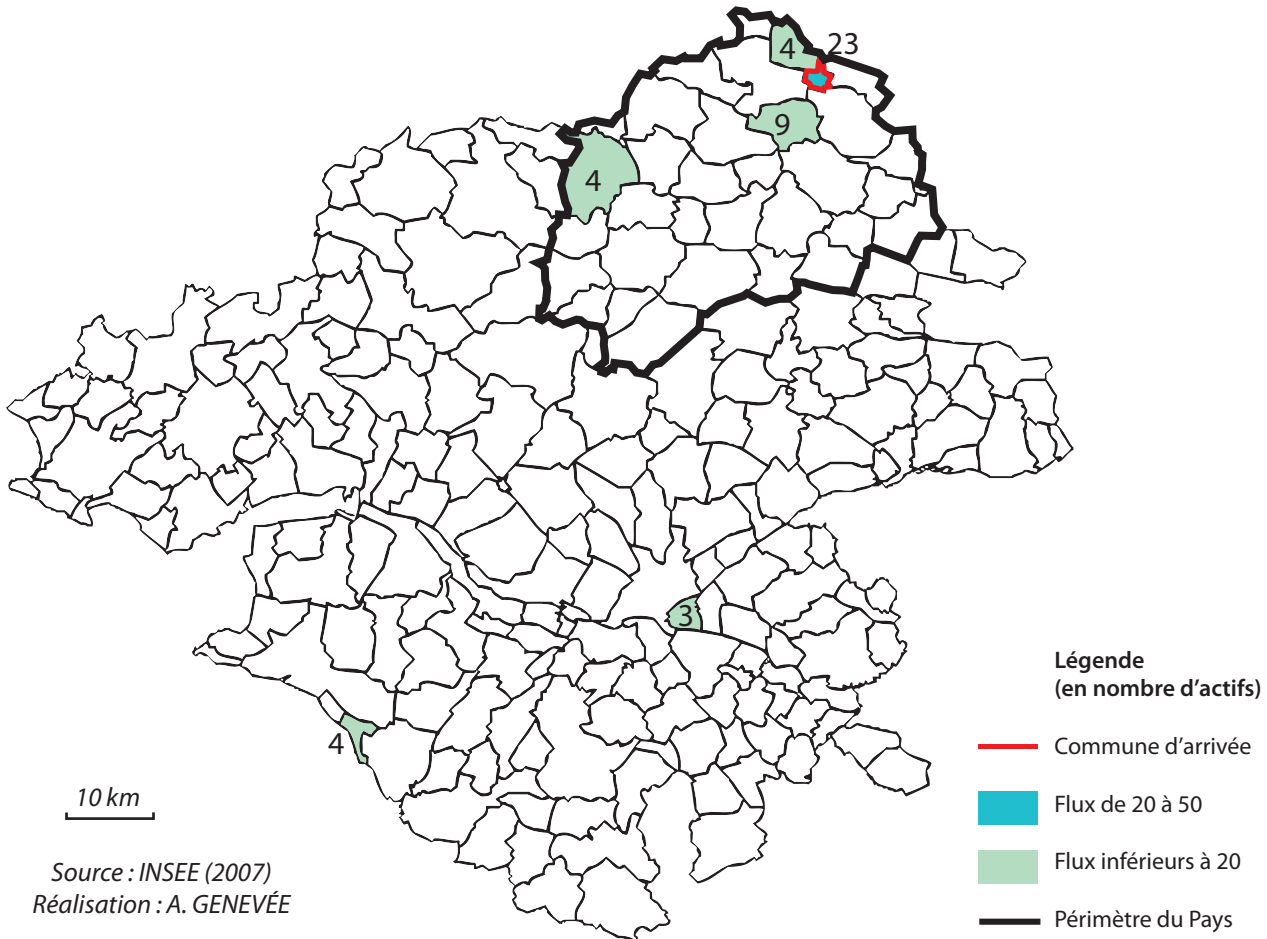 4
23
9
4
3
4
10 km
Source : INSEE (2007)
Réalisation : A. GENEVÉE
Légende
(en nombre d’actifs)
Commune d’arrivée
Flux de 20 à 50
Flux inférieurs à 20
Périmètre du Pays